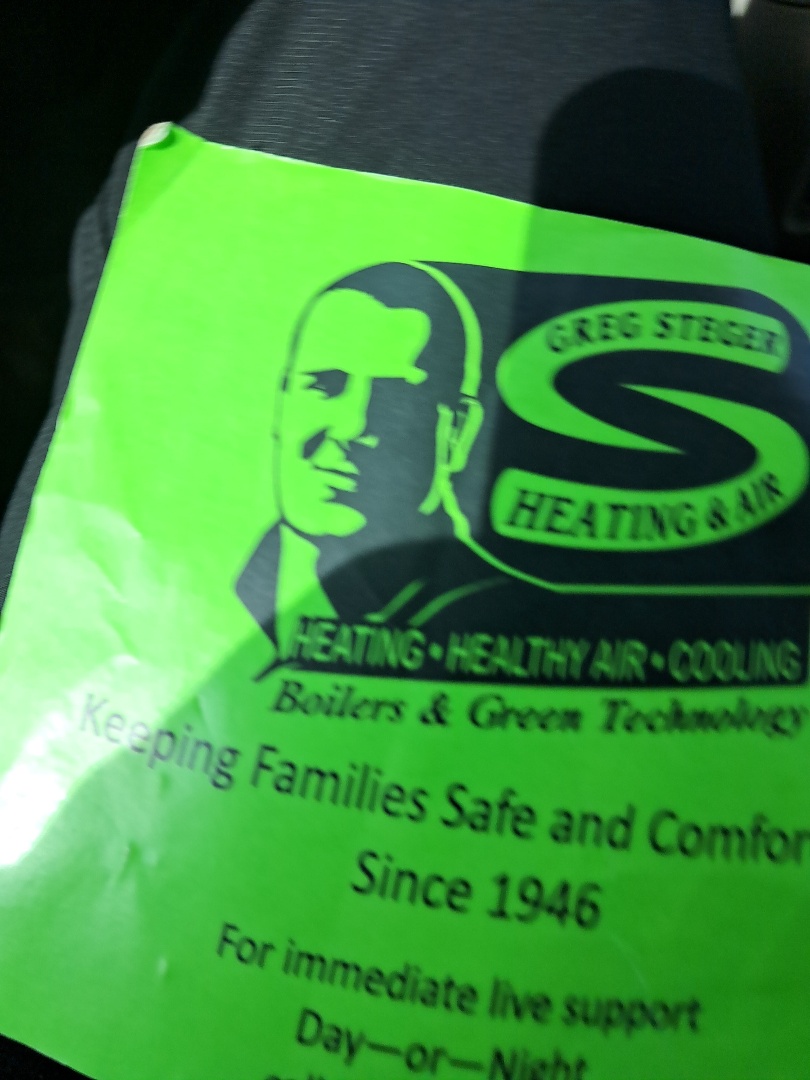 GREG STEGER
S
HEATING & AIR
HEATING • HEALTHY AIR • COOLING
Boilers & Green Technology
Keeping Families Safe and Comfor
Since 1946
For immediate live support
Day—or—Night